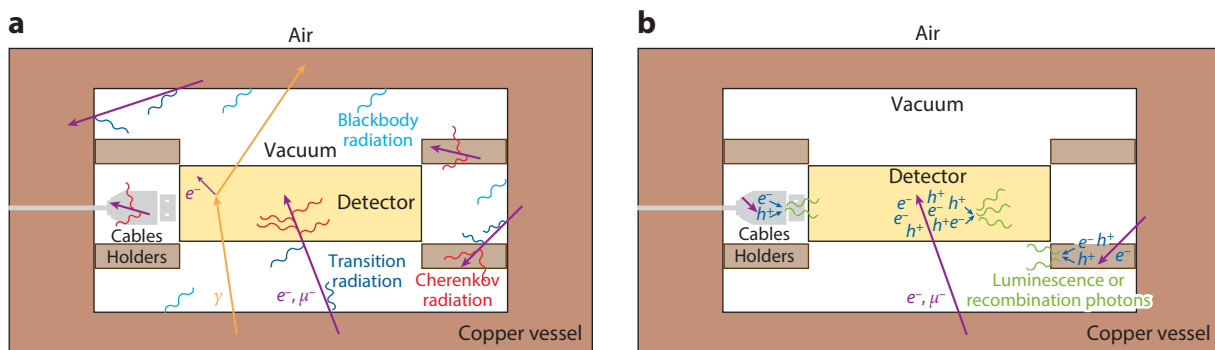 a
Air
Blackbody
radiation
Vacuum
e⁻
Detector
Cables
Holders
Transition
radiation
Cherenkov
radiation
γ
e⁻, μ⁻
Copper vessel
b
Air
Vacuum
Detector
e⁻ h⁺
e⁻ h⁺
e⁻ h⁺e⁻
h⁺
e⁻
h⁺
Cables
Holders
e⁻ h⁺
h⁺ e⁻
Luminescence or
recombination photons
e⁻, μ⁻
Copper vessel